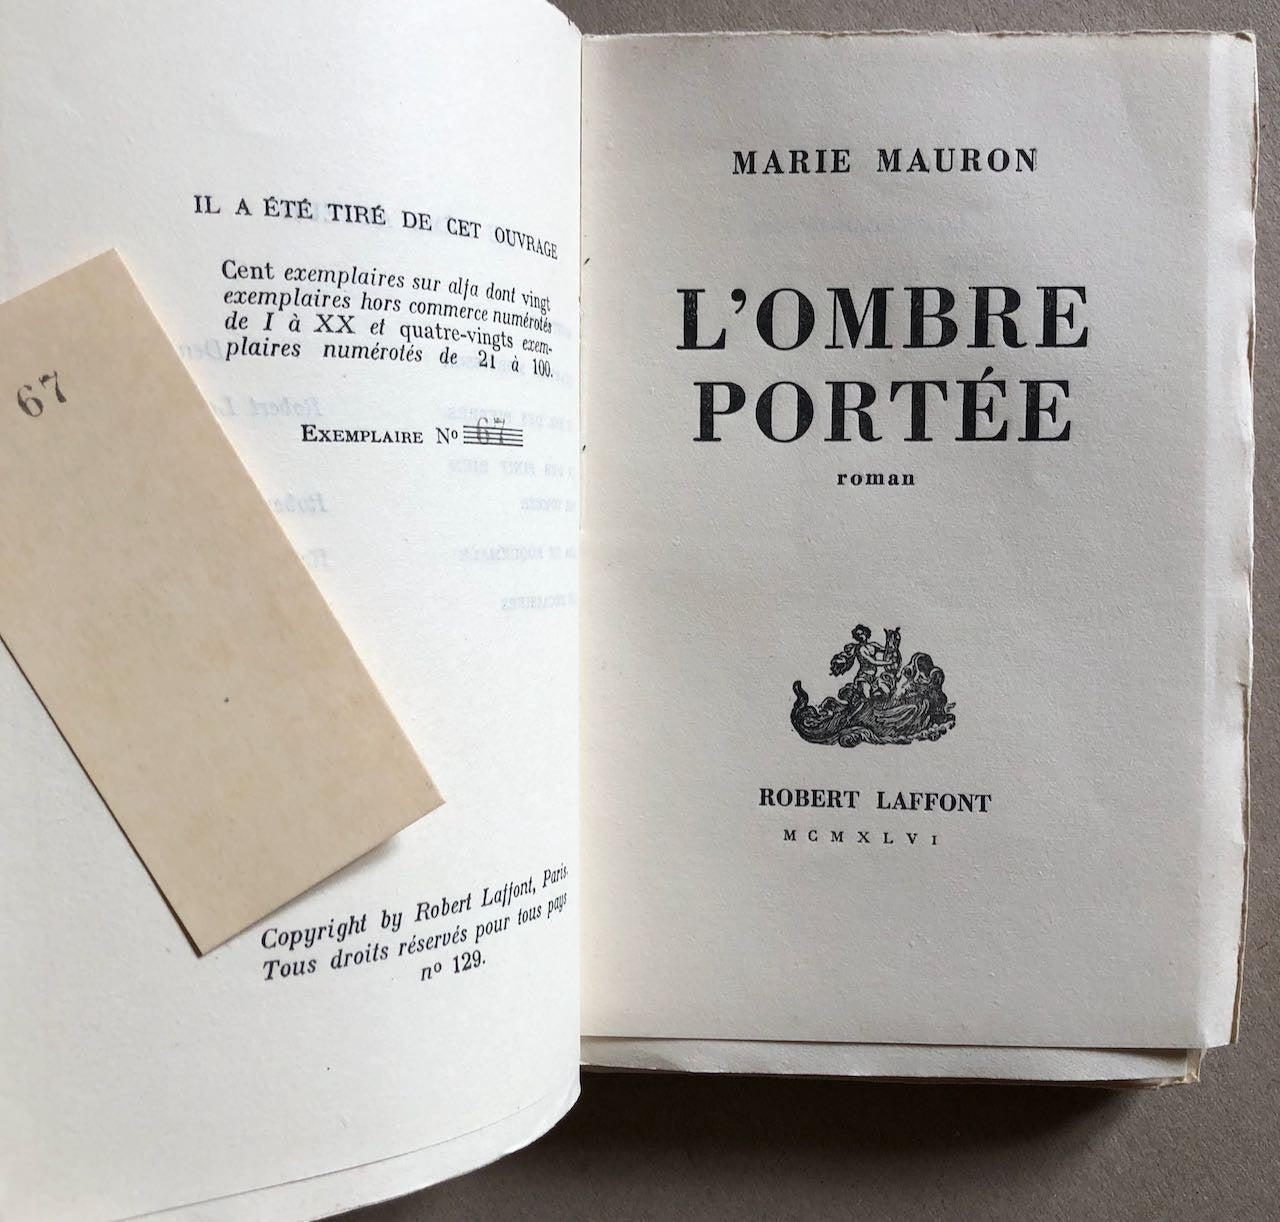 IL A ÉTÉ TIRÉ DE CET OUVRAGE
Cent exemplaires sur alfa dont vingt
exemplaires hors commerce numérotés
de I à XX et quatre-vingts exem-
plaires numérotés de 21 à 100.
EXEMPLAIRE Nº 67
67
Copyright by Robert Laffont, Paris.
Tous droits réservés pour tous pays
nº 129.
MARIE MAURON
L'OMBRE
PORTÉE
roman
ROBERT LAFFONT
MCMXLVI